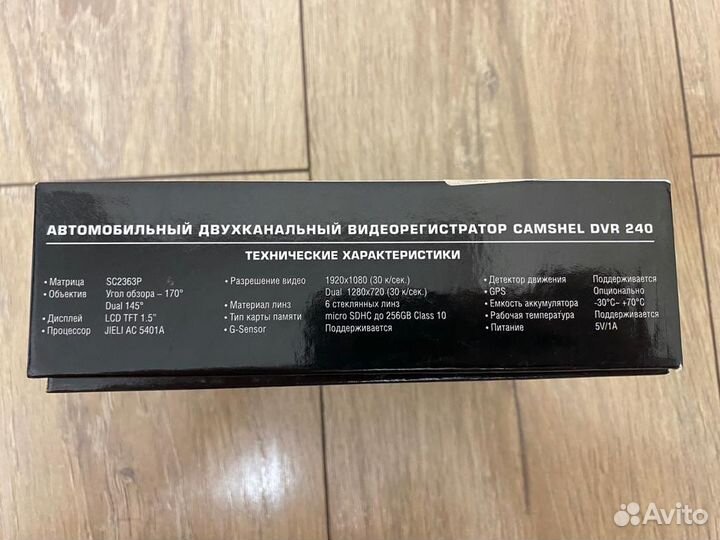 АВТОМОБИЛЬНЫЙ ДВУХКАНАЛЬНЫЙ ВИДЕОРЕГИСТРАТОР CAMSHEL DVR 240
ТЕХНИЧЕСКИЕ ХАРАКТЕРИСТИКИ
• Матрица SC2363P
• Объектив Угол обзора – 170°
Dual 145°
• Дисплей LCD TFT 1.5"
• Процессор JIELI AC 5401A
• Разрешение видео 1920x1080 (30 к/сек.)
Dual 1280x720 (30 к/сек.)
• Материал линз 6 стеклянных линз
• Тип карты памяти micro SDHC до 256GB Class 10
• G-Sensor Поддерживается
• Детектор движения Поддерживается
• GPS Опционально
• Емкость аккумулятора -30°C~ +70°C
• Рабочая температура Поддерживается
• Питание 5V/1A
Avito